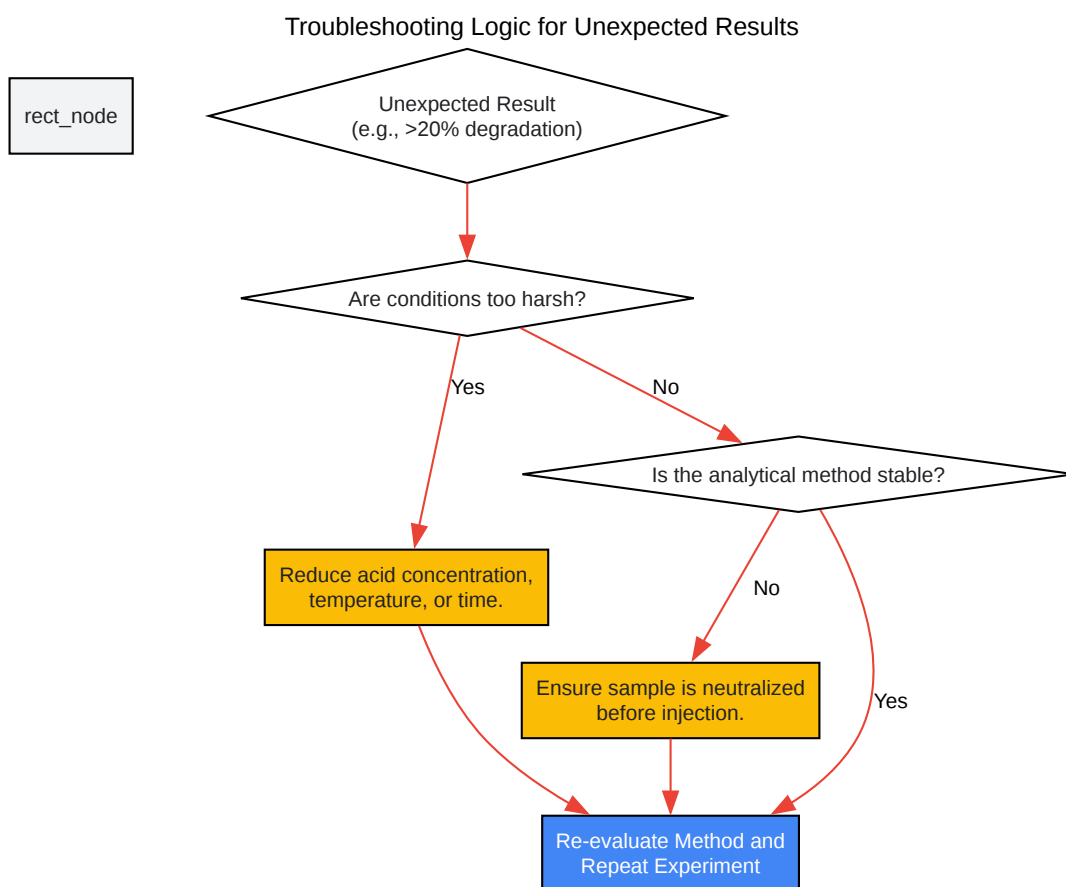 Troubleshooting Logic for Unexpected Results
rect_node
Unexpected Result
(e.g., >20% degradation)
Are conditions too harsh?
Yes
No
Is the analytical method stable?
Reduce acid concentration,
temperature, or time.
No
Ensure sample is neutralized
before injection.
Yes
Re-evaluate Method and
Repeat Experiment